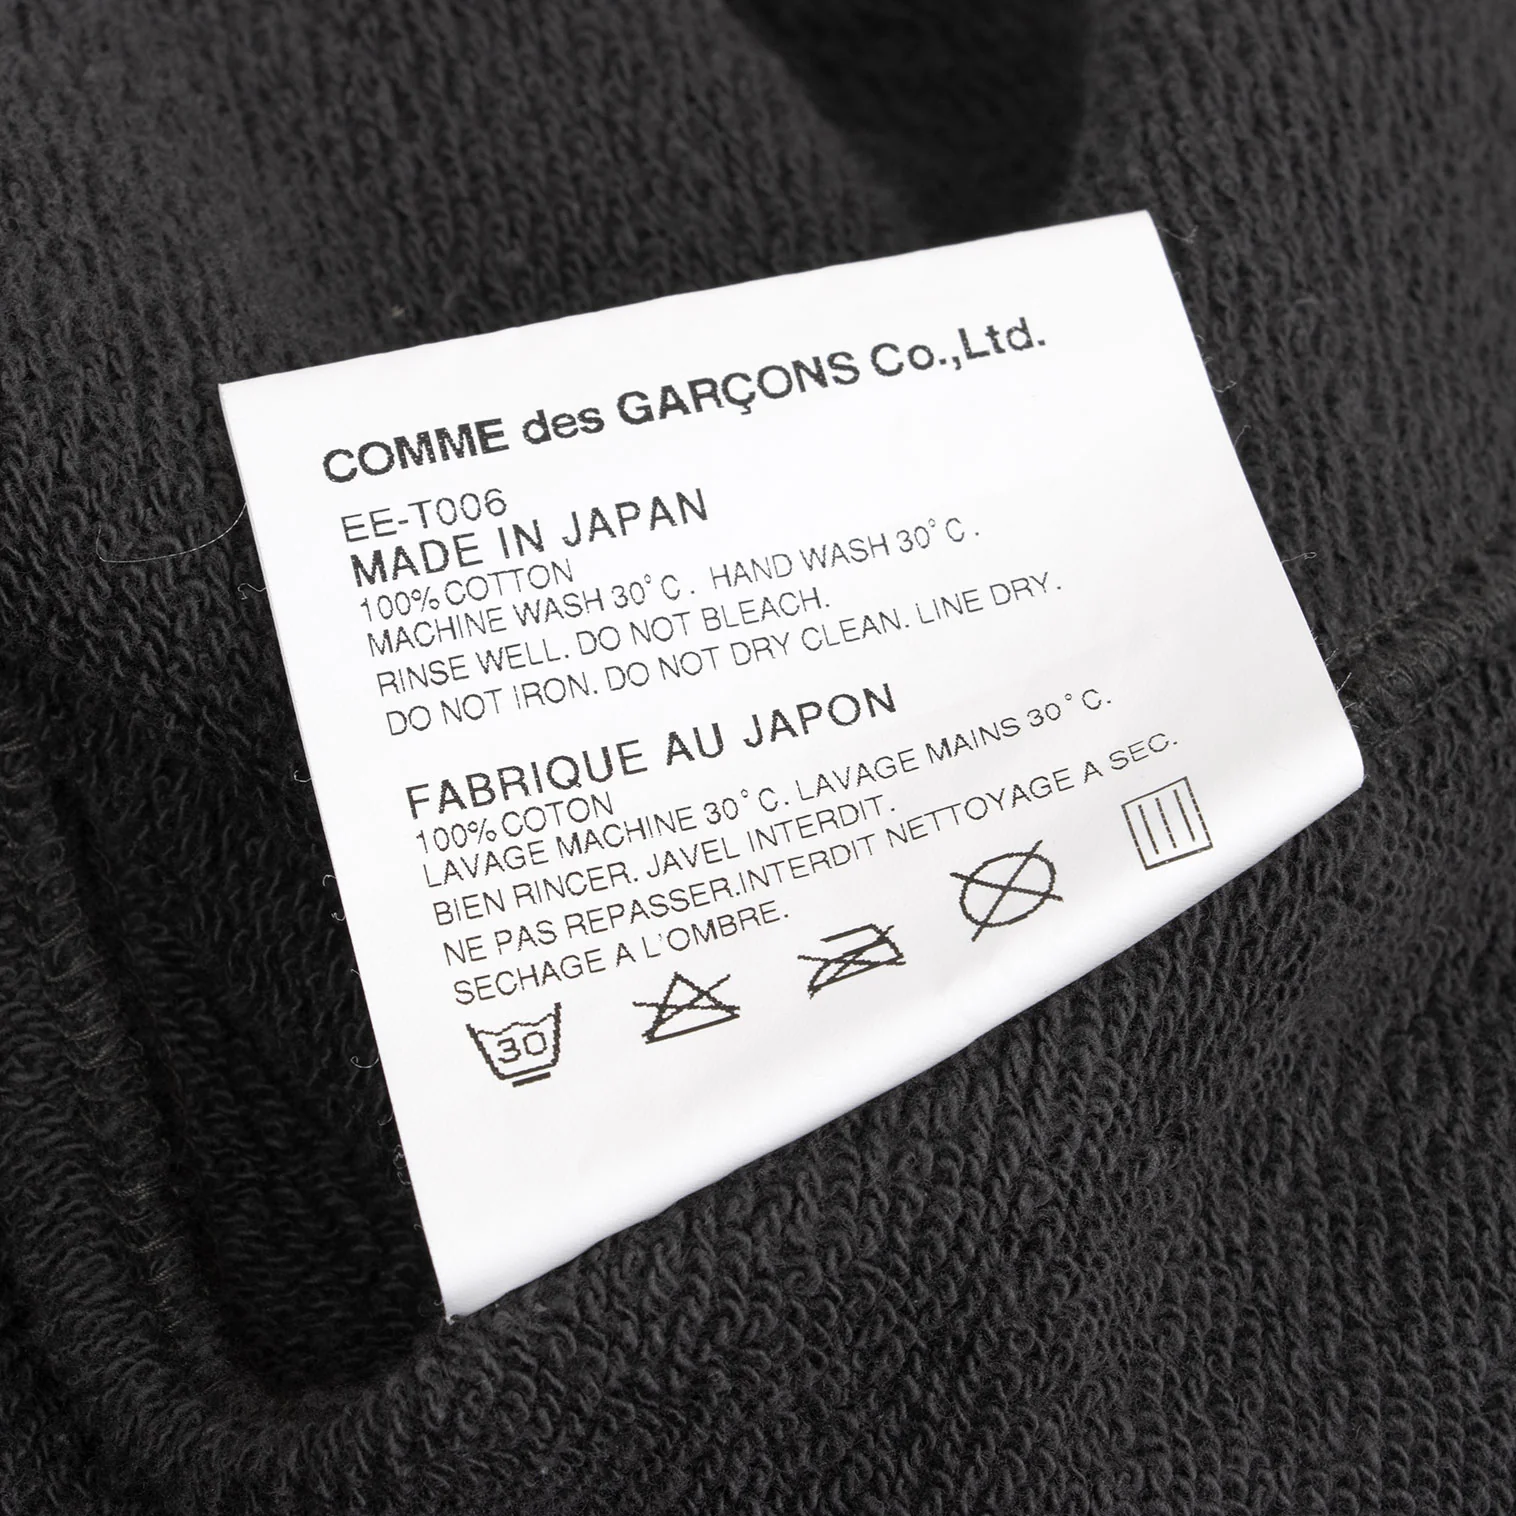 COMME des GARÇONS Co.,Ltd.
EE-T006
MADE IN JAPAN
100% COTTON
MACHINE WASH 30°C. HAND WASH 30°C.
RINSE WELL. DO NOT BLEACH.
DO NOT IRON. DO NOT DRY CLEAN. LINE DRY.
FABRIQUE AU JAPON
100% COTON
LAVAGE MACHINE 30°C. LAVAGE MAINS 30°C.
BIEN RINCER. JAVEL INTERDIT.
NE PAS REPASSER.INTERDIT NETTOYAGE A SEC.
SECHAGE A L'OMBRE.
30